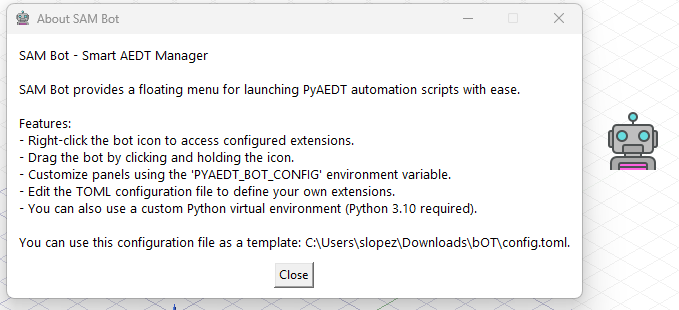 About SAM Bot
SAM Bot - Smart AEDT Manager
SAM Bot provides a floating menu for launching PyAEDT automation scripts with ease.
Features:
- Right-click the bot icon to access configured extensions.
- Drag the bot by clicking and holding the icon.
- Customize panels using the 'PYAEDT_BOT_CONFIG' environment variable.
- Edit the TOML configuration file to define your own extensions.
- You can also use a custom Python virtual environment (Python 3.10 required).
You can use this configuration file as a template: C:\Users\slopez\Downloads\bOT\config.toml.
Close